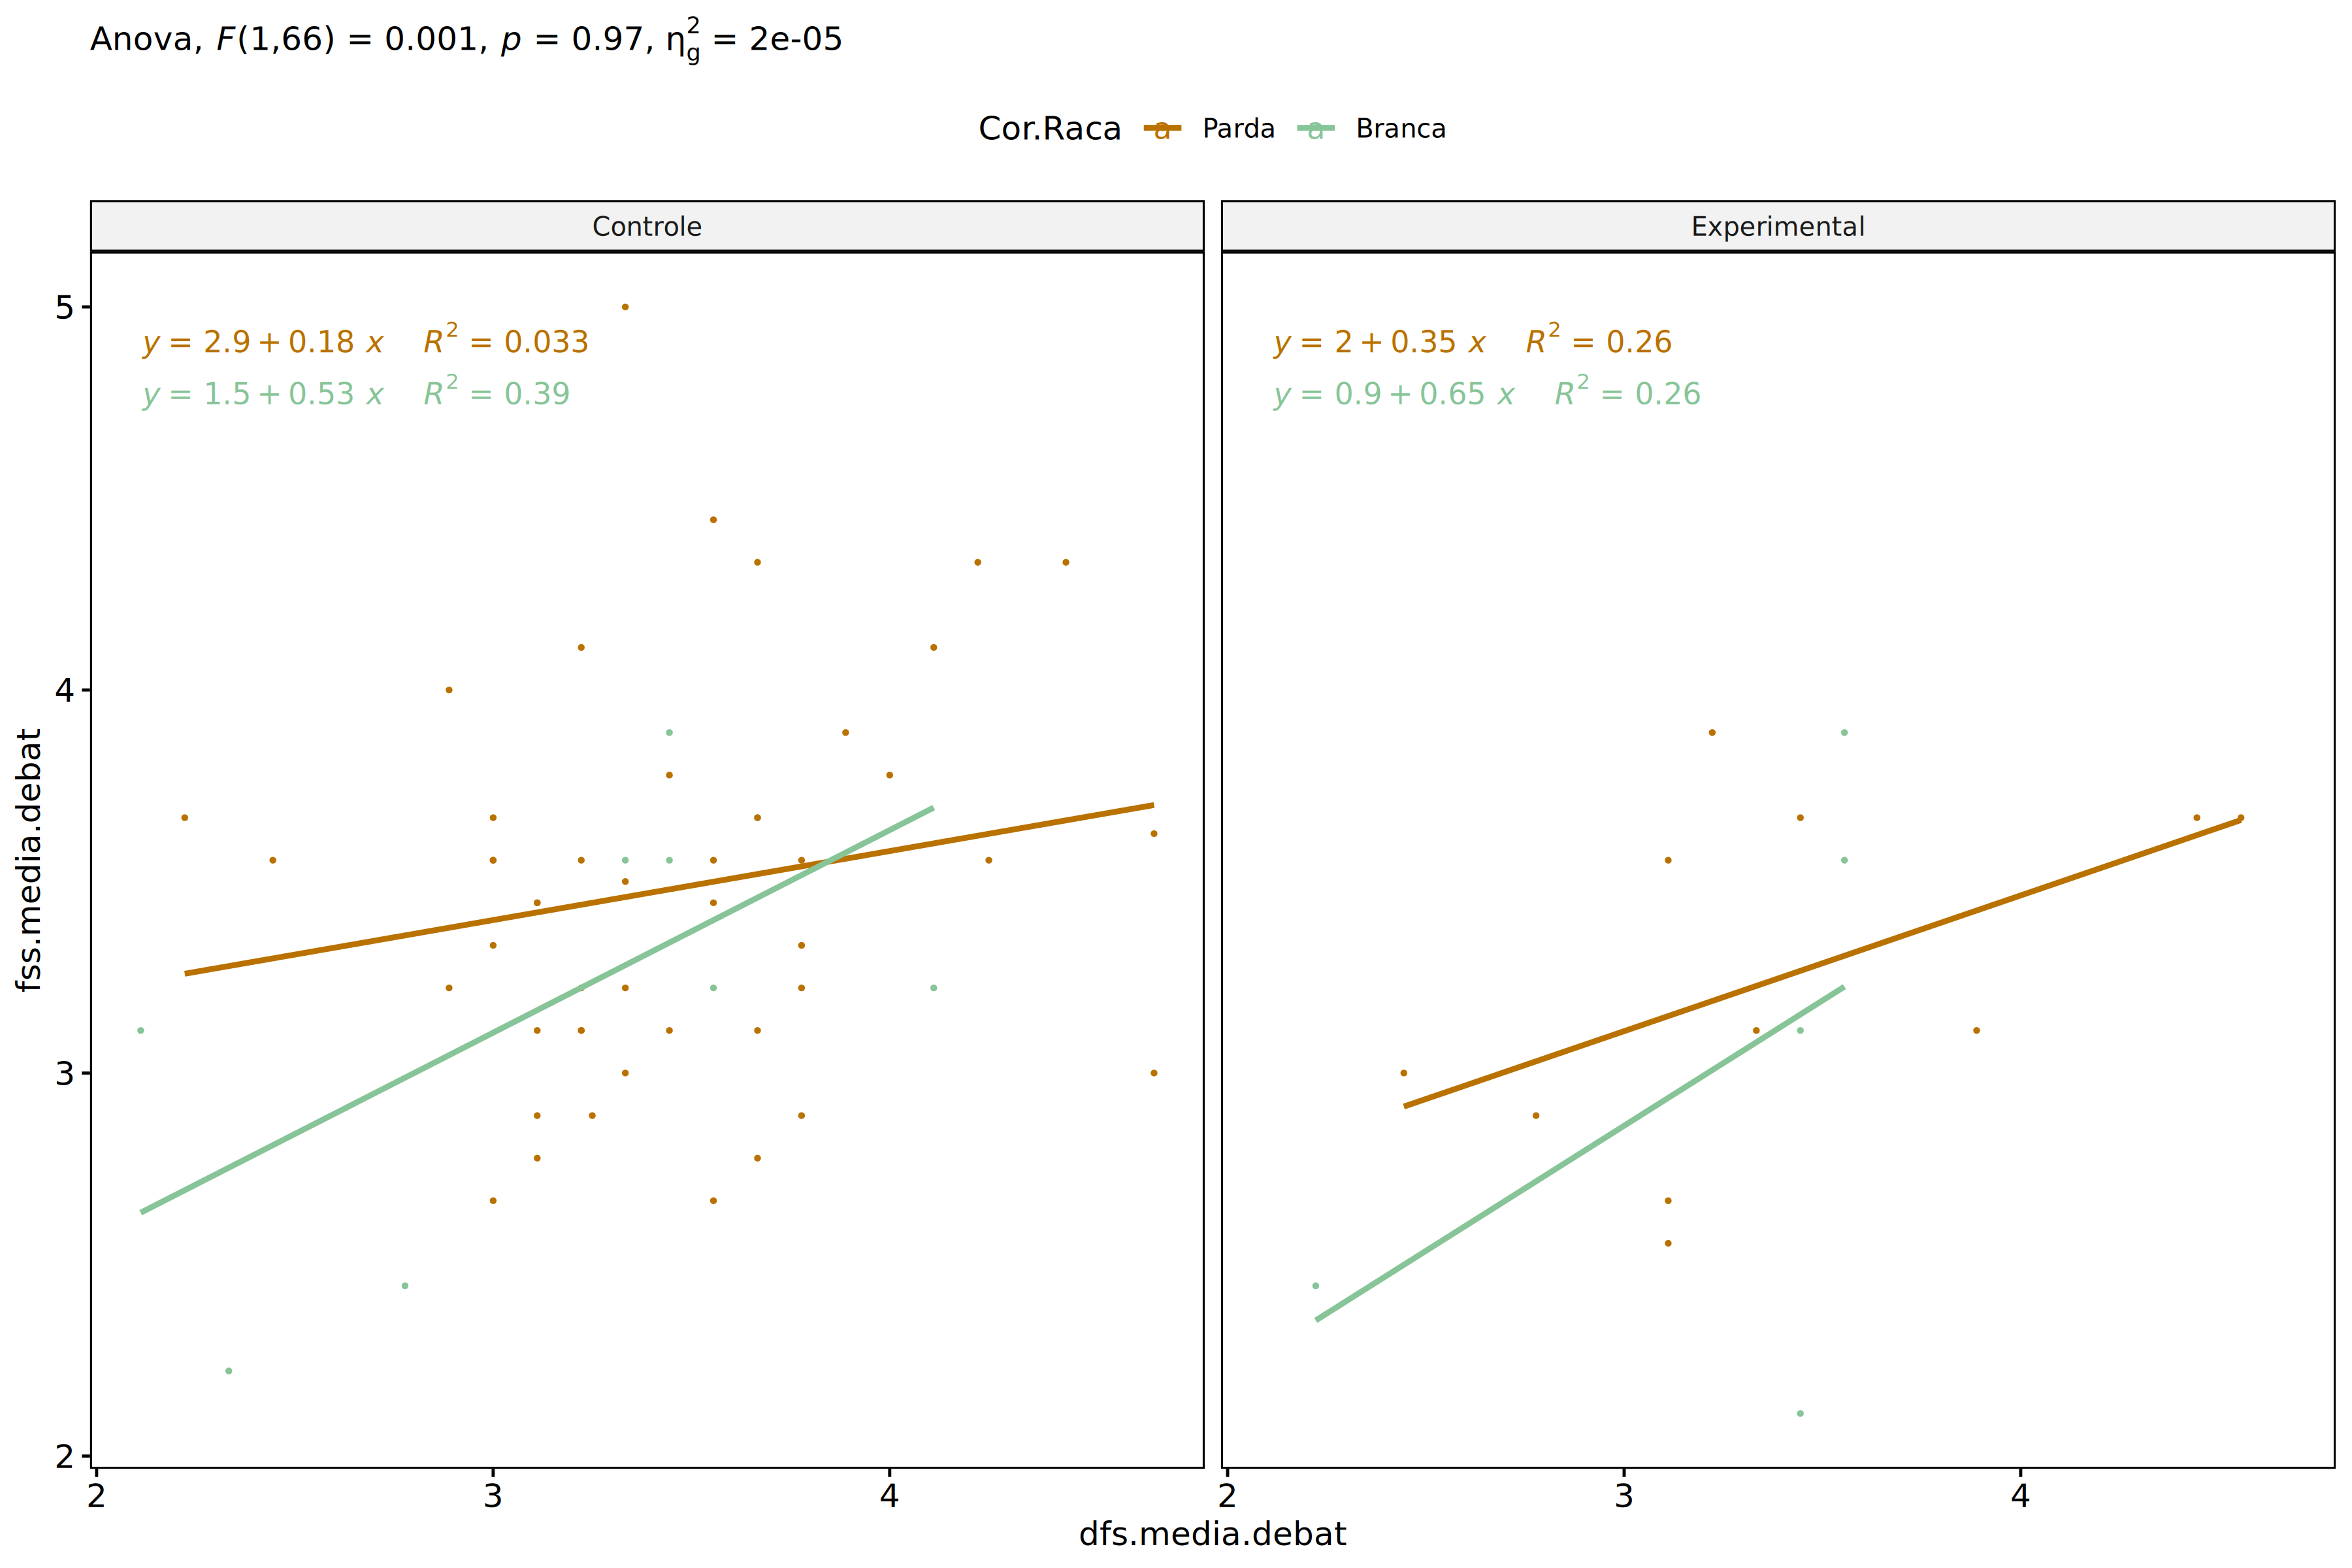 Anova, F(1,66) = 0.001, p = 0.97, η²g = 2e-05
Cor.Raca a Parda a Branca
Controle
Experimental
y = 2.9 + 0.18 x R² = 0.033
y = 1.5 + 0.53 x R² = 0.39
y = 2 + 0.35 x R² = 0.26
y = 0.9 + 0.65 x R² = 0.26
5
4
3
2
fss.media.debat
2 3 4
2 3 4
dfs.media.debat